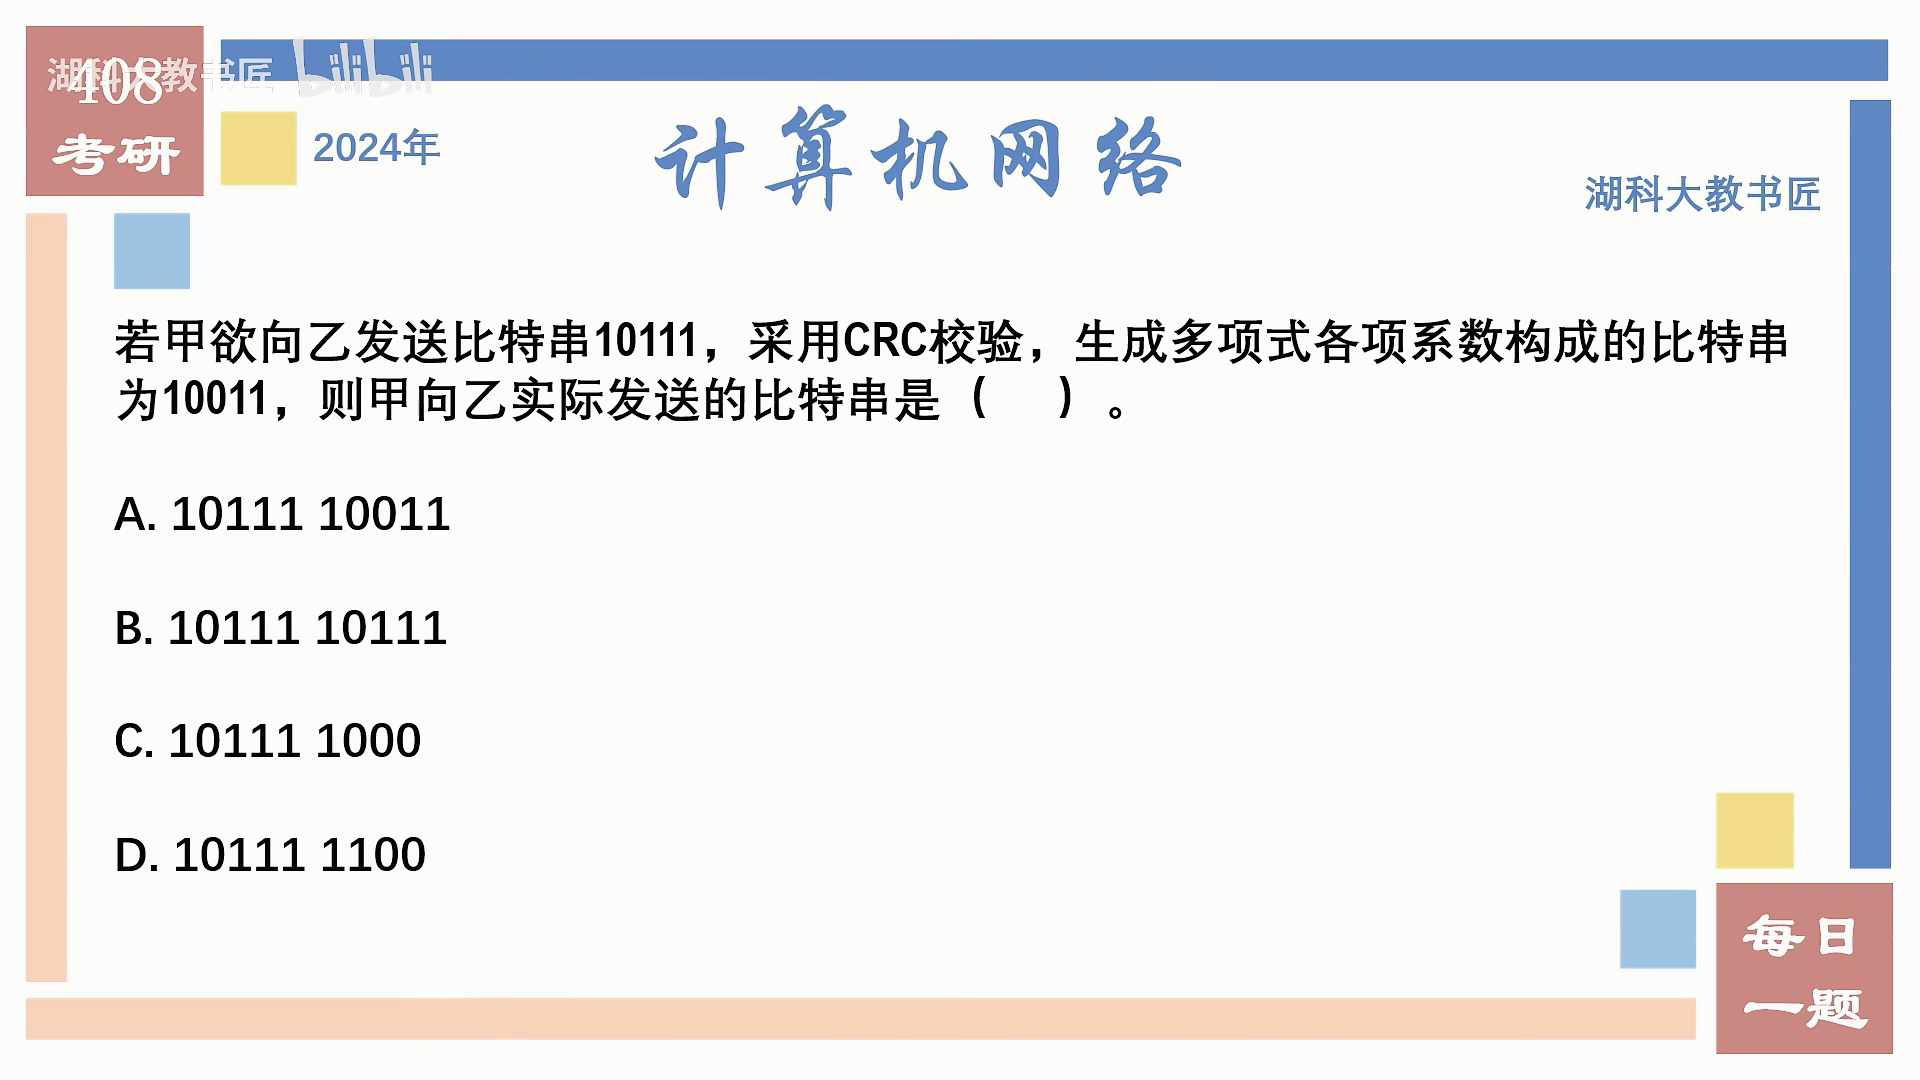 408
考研
湖科大教书匠 bilibili
2024年
计算机网络
湖科大教书匠
若甲欲向乙发送比特串10111，采用CRC校验，生成多项式各项系数构成的比特串
为10011，则甲向乙实际发送的比特串是（ ）。
A. 10111 10011
B. 10111 10111
C. 10111 1000
D. 10111 1100
每日
一题